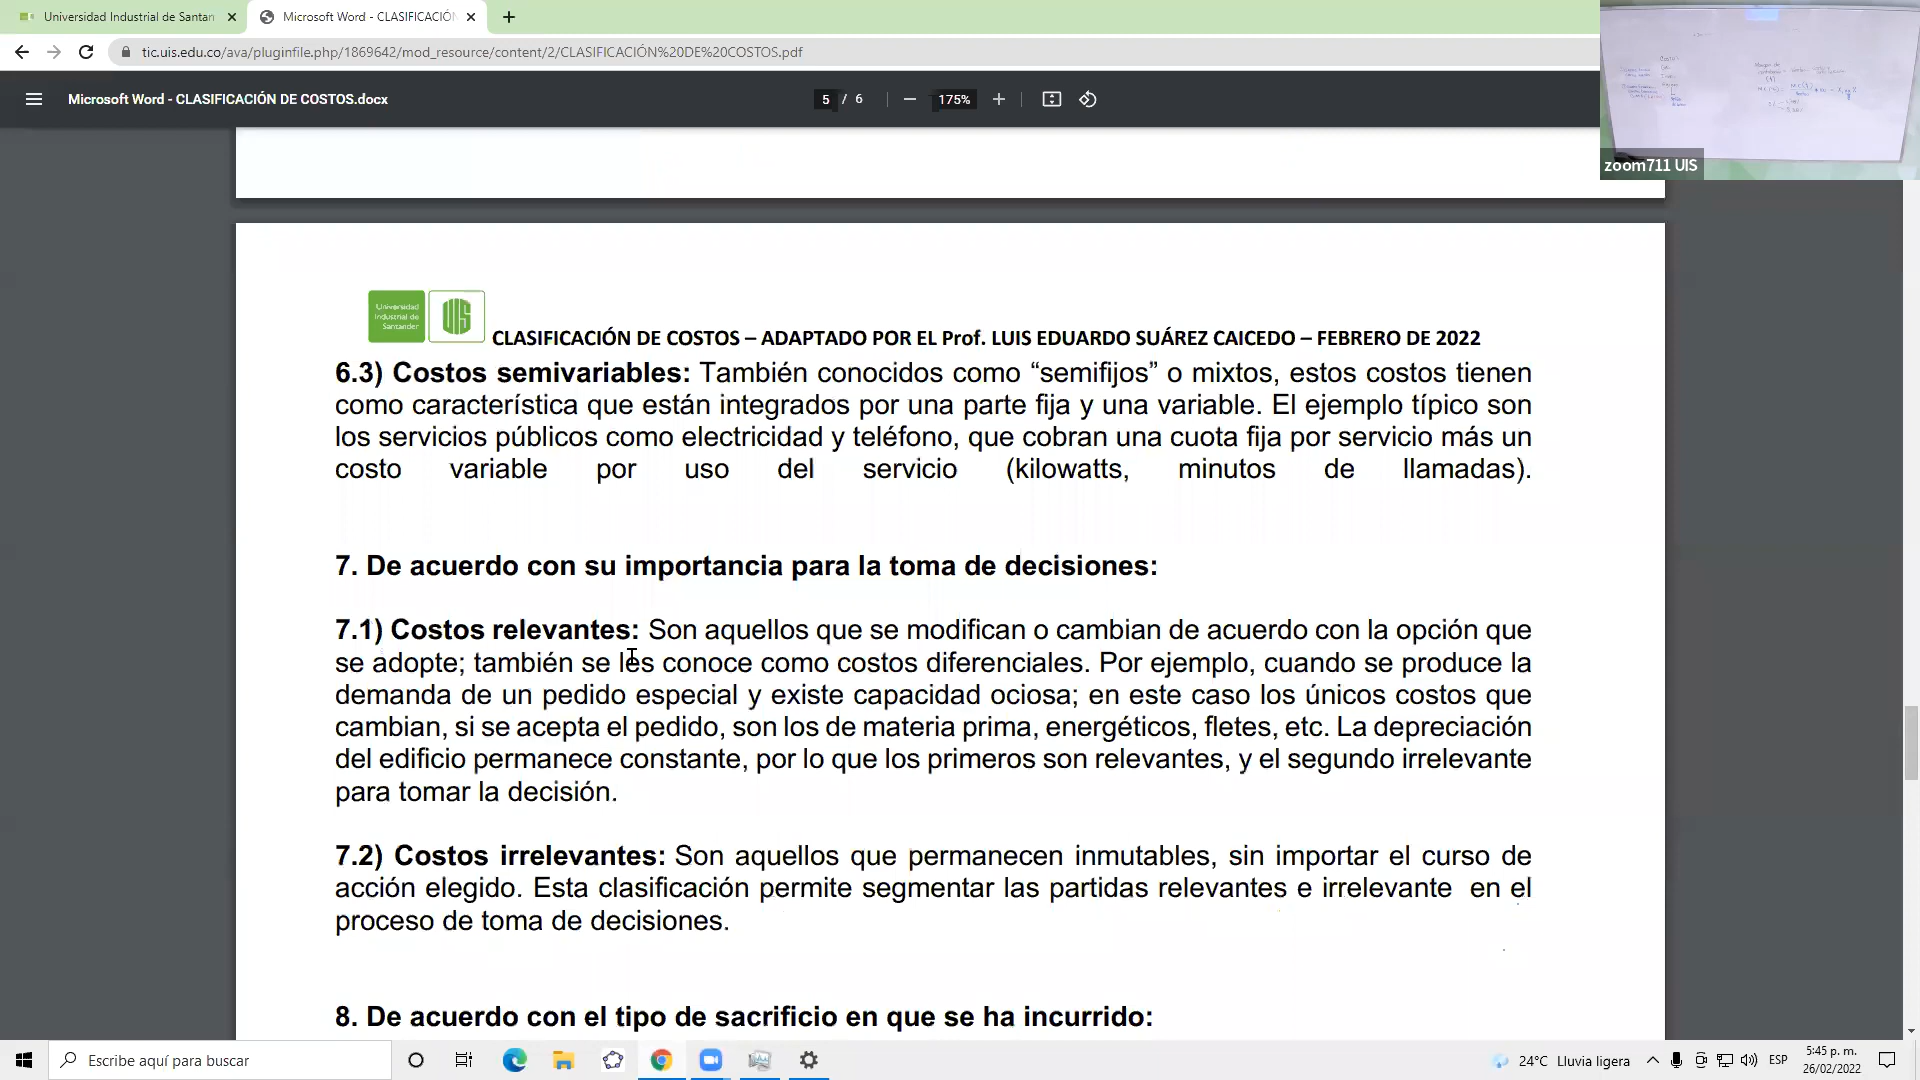 Universidad Industrial de Santan
Microsoft Word - CLASIFICACIÓN
tic.uis.edu.co/ava/pluginfile.php/1869642/mod_resource/content/2/CLASIFICACIÓN%20DE%20COSTOS.pdf
Microsoft Word - CLASIFICACIÓN DE COSTOS.docx
5 / 6
175%
zoom711 UIS
Universidad
Industrial de
Santander
UIS
CLASIFICACIÓN DE COSTOS – ADAPTADO POR EL Prof. LUIS EDUARDO SUÁREZ CAICEDO – FEBRERO DE 2022
6.3) Costos semivariables: También conocidos como “semifijos” o mixtos, estos costos tienen
como característica que están integrados por una parte fija y una variable. El ejemplo típico son
los servicios públicos como electricidad y teléfono, que cobran una cuota fija por servicio más un
costo variable por uso del servicio (kilowatts, minutos de llamadas).
7. De acuerdo con su importancia para la toma de decisiones:
7.1) Costos relevantes: Son aquellos que se modifican o cambian de acuerdo con la opción que
se adopte; también se les conoce como costos diferenciales. Por ejemplo, cuando se produce la
demanda de un pedido especial y existe capacidad ociosa; en este caso los únicos costos que
cambian, si se acepta el pedido, son los de materia prima, energéticos, fletes, etc. La depreciación
del edificio permanece constante, por lo que los primeros son relevantes, y el segundo irrelevante
para tomar la decisión.
7.2) Costos irrelevantes: Son aquellos que permanecen inmutables, sin importar el curso de
acción elegido. Esta clasificación permite segmentar las partidas relevantes e irrelevante en el
proceso de toma de decisiones.
8. De acuerdo con el tipo de sacrificio en que se ha incurrido:
Escribe aquí para buscar
24°C Lluvia ligera
ESP
5:45 p. m.
26/02/2022